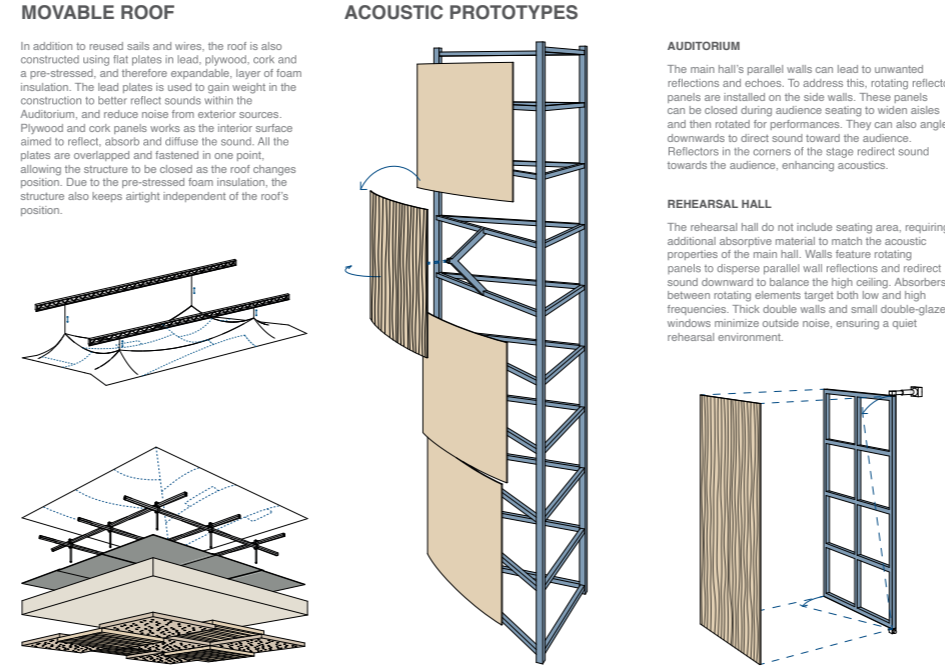 MOVABLE ROOF
In addition to reused sails and wires, the roof is also
constructed using flat plates in lead, plywood, cork and
a pre-stressed, and therefore expandable, layer of foam
insulation. The lead plates is used to gain weight in the
construction to better reflect sounds within the
Auditorium, and reduce noise from exterior sources.
Plywood and cork panels works as the interior surface
aimed to reflect, absorb and diffuse the sound. All the
plates are overlapped and fastened in one point,
allowing the structure to be closed as the roof changes
position. Due to the pre-stressed foam insulation, the
structure also keeps airtight independent of the roof's
position.
ACOUSTIC PROTOTYPES
AUDITORIUM
The main hall's parallel walls can lead to unwanted
reflections and echoes. To address this, rotating reflecto
panels are installed on the side walls. These panels
can be closed during audience seating to widen aisles
and then rotated for performances. They can also angle
downwards to direct sound toward the audience.
Reflectors in the corners of the stage redirect sound
towards the audience, enhancing acoustics.
REHEARSAL HALL
The rehearsal hall do not include seating area, requiring
additional absorptive material to match the acoustic
properties of the main hall. Walls feature rotating
panels to disperse parallel wall reflections and redirect
sound downward to balance the high ceiling. Absorbers
between rotating elements target both low and high
frequencies. Thick double walls and small double-glaze
windows minimize outside noise, ensuring a quiet
rehearsal environment.